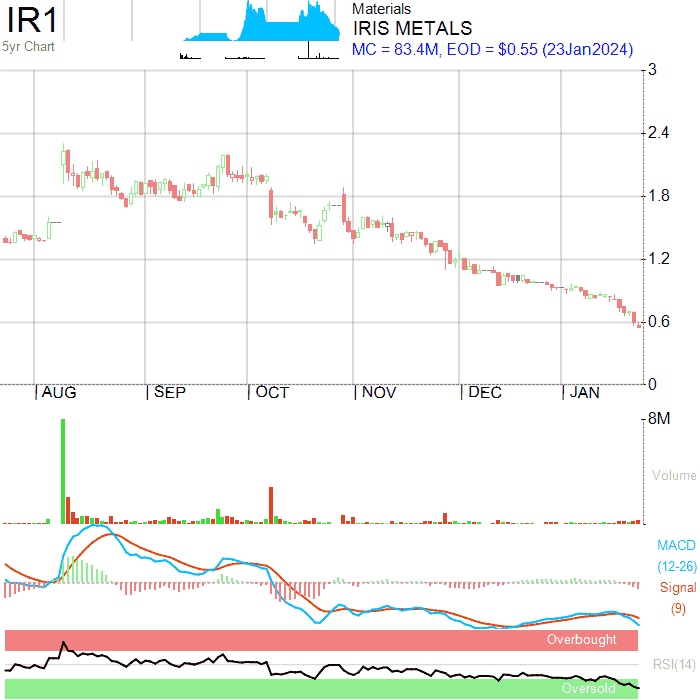 IR1
5yr Chart
Materials
IRIS METALS
MC = 83.4M, EOD = $0.55 (23Jan2024)
3
2.4
1.8
1.2
0.6
0
AUG SEP OCT NOV DEC JAN
8M
Volume
MACD
(12-26)
Signal
(9)
Overbought
RSI(14)
Oversold